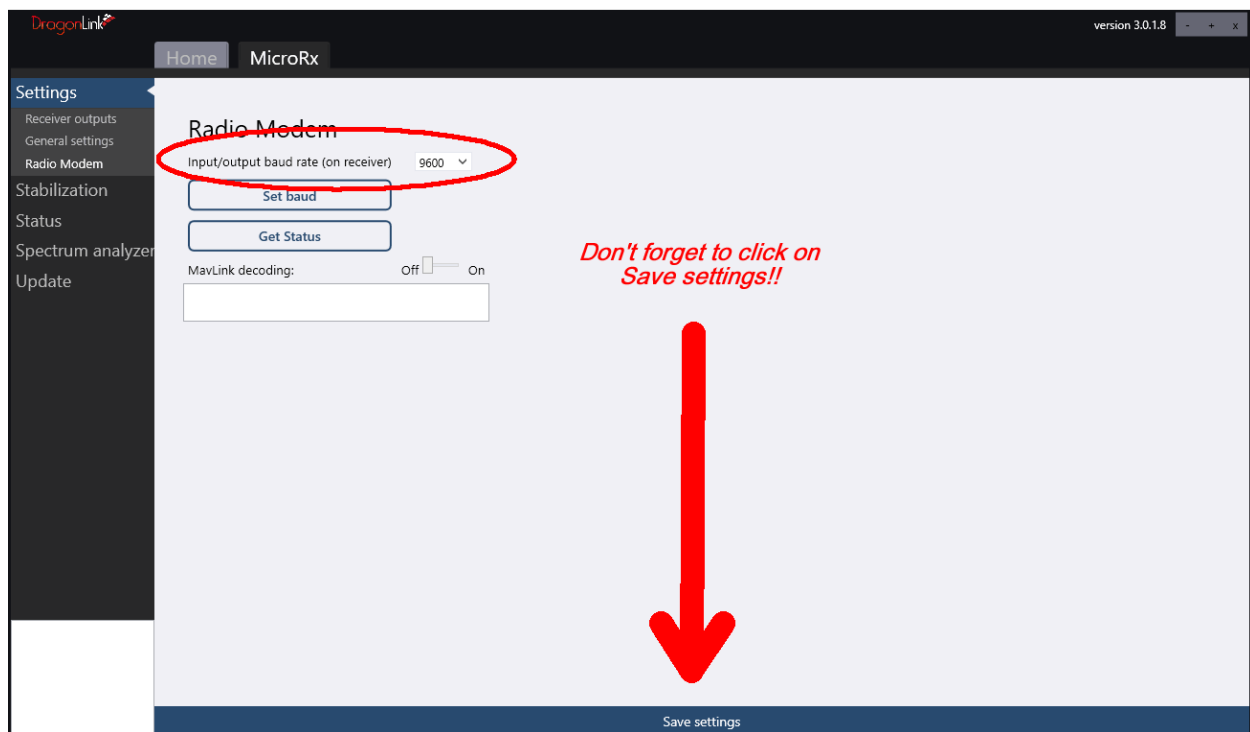 DragonLink
version 3.0.1.8 - + x
Home MicroRx
Settings
Receiver outputs
General settings
Radio Modem
Stabilization
Status
Spectrum analyzer
Update
Radio Modem
Input/output baud rate (on receiver) 9600
Set baud
Get Status
MavLink decoding: Off On
Don't forget to click on
Save settings!!
Save settings